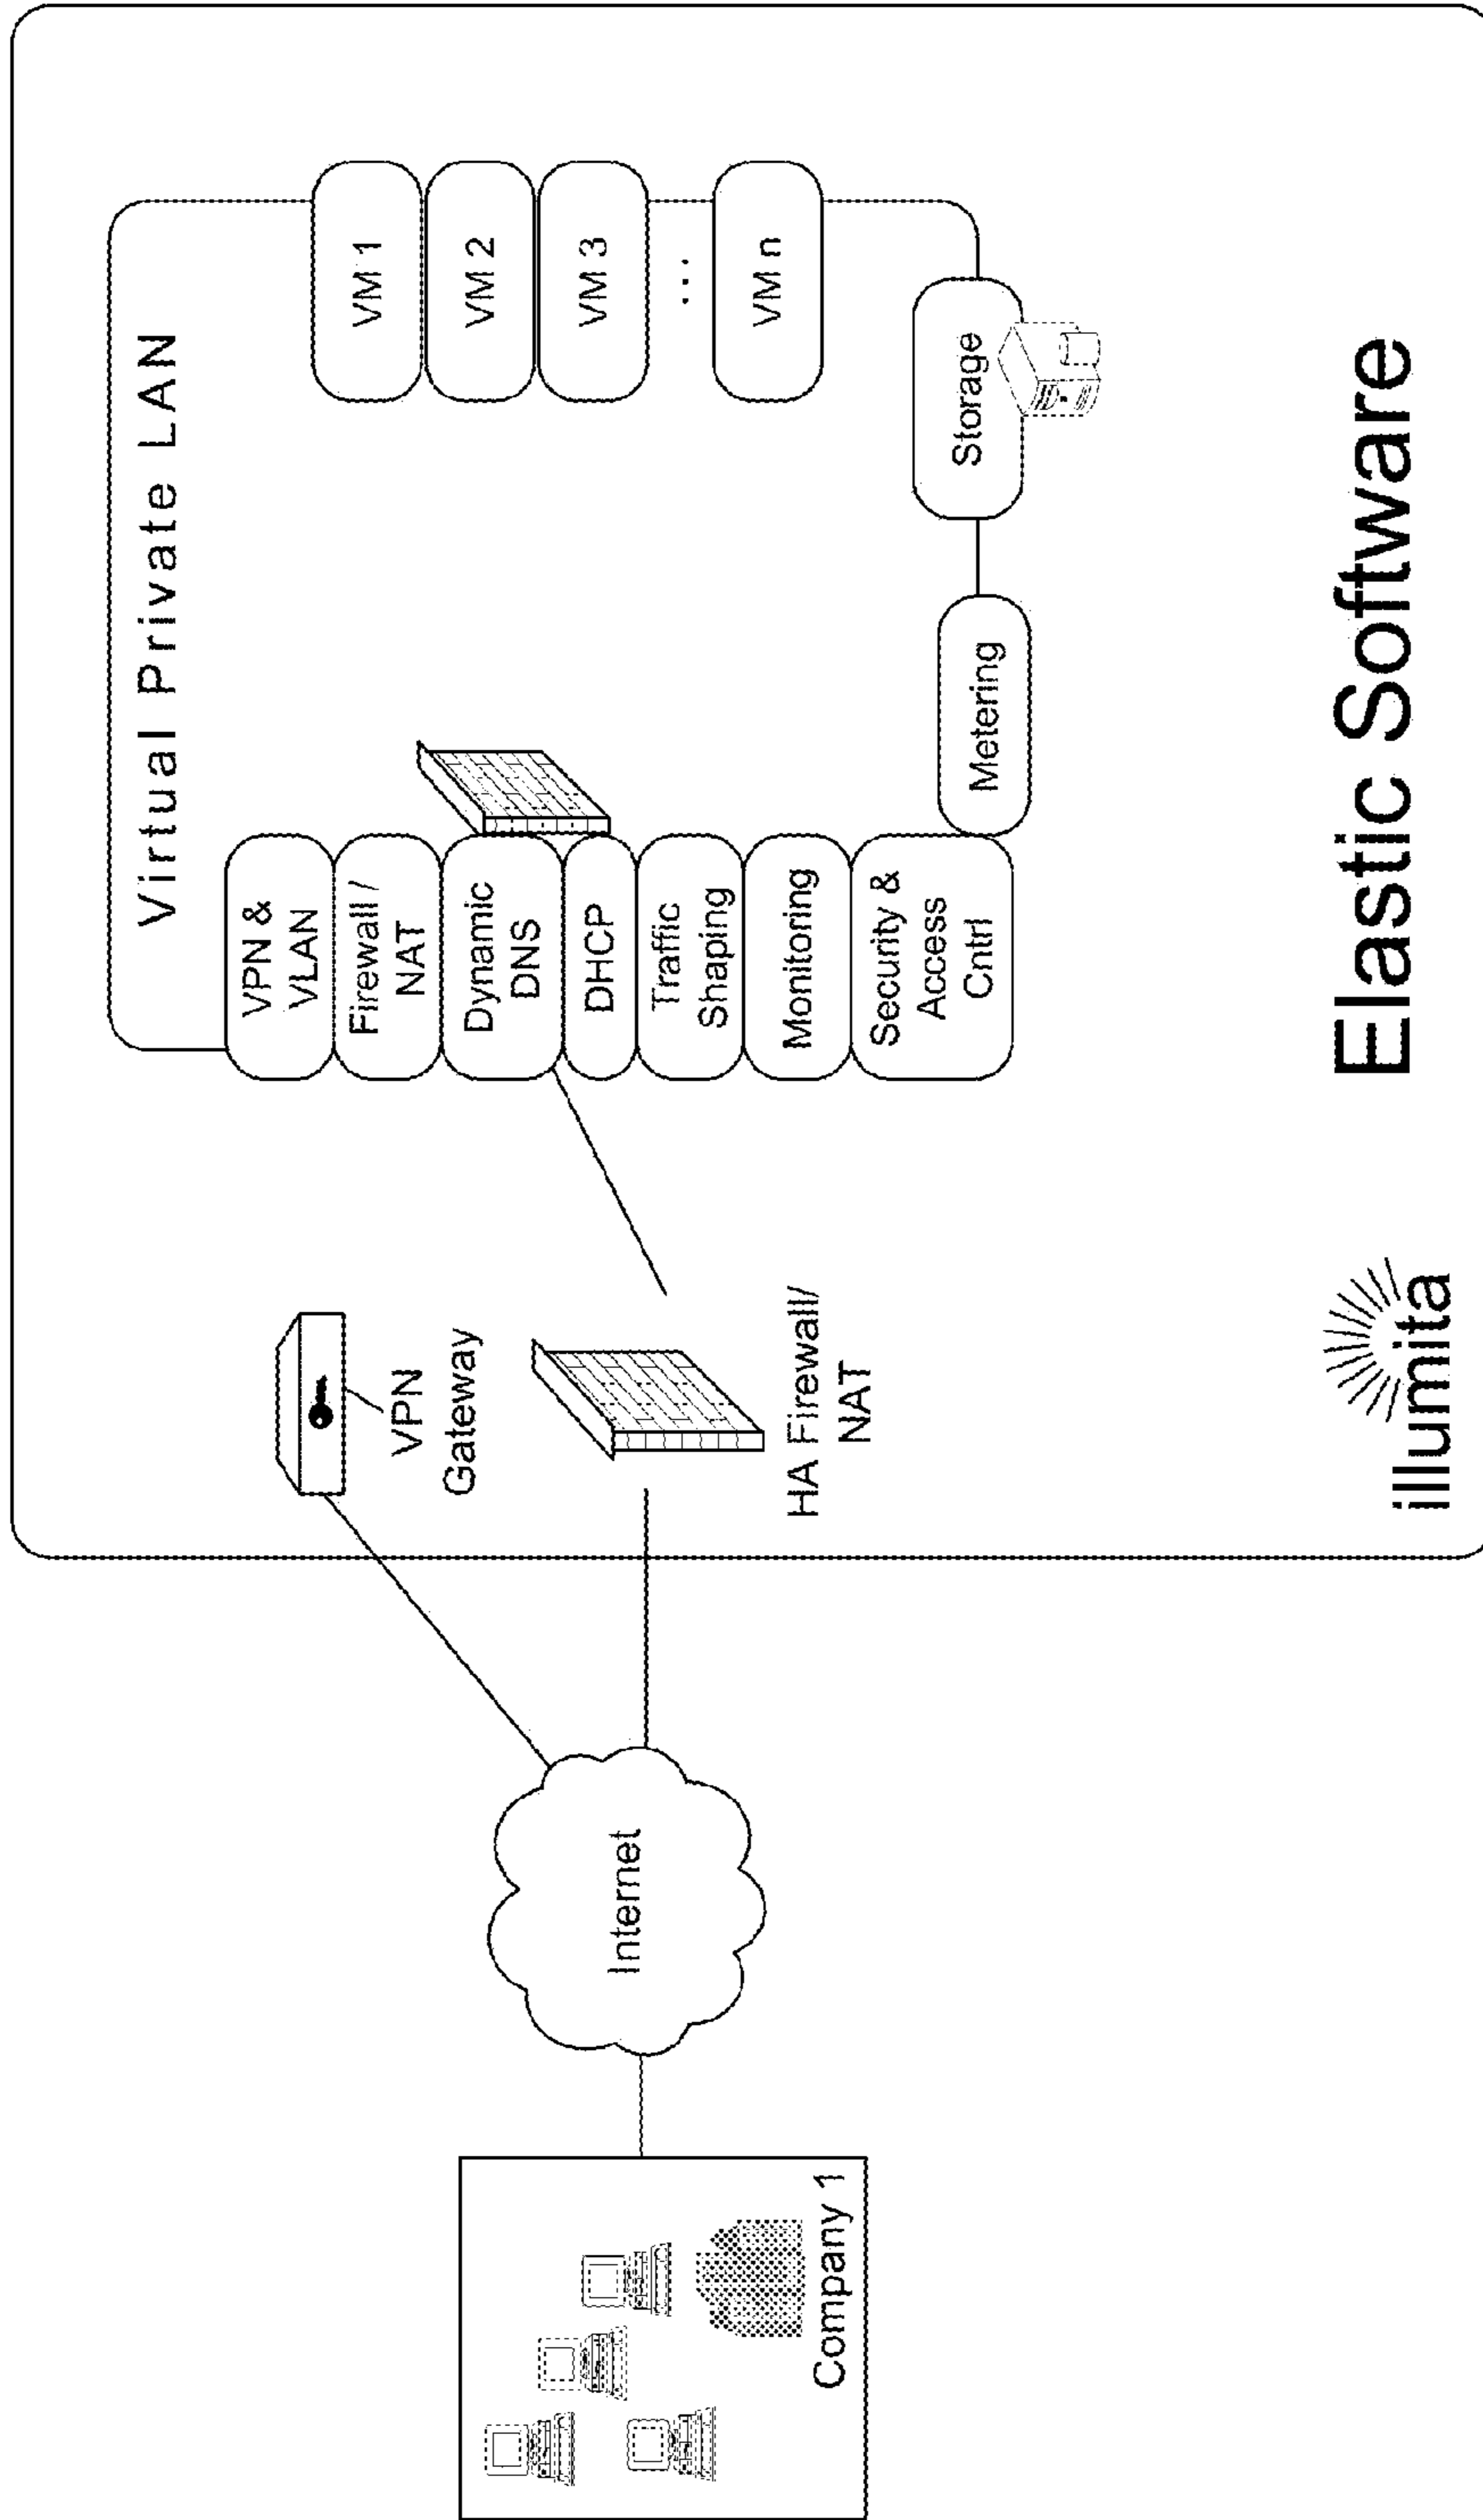 Company 1
Internet
VPN
Gateway
HA Firewall/
NAT
Virtual Private LAN
VPN &
VLAN
Firewall /
NAT
Dynamic
DNS
DHCP
Traffic
Shaping
Monitoring
Security &
Access
Cntrl
VM 1
VM 2
VM 3
...
VM n
Metering
Storage
illumita
Elastic Software